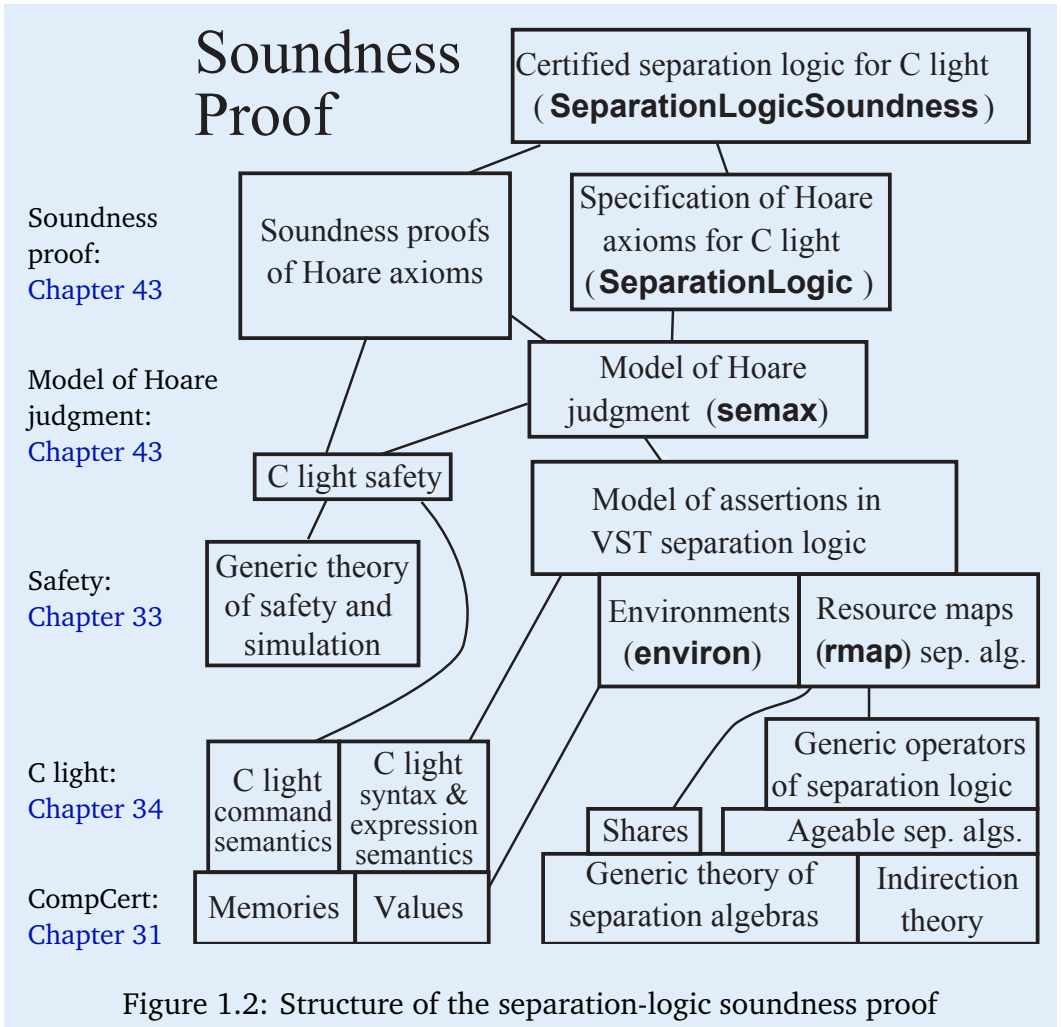 Soundness
Proof
Certified separation logic for C light
( SeparationLogicSoundness )
Soundness
proof:
Chapter 43
Soundness proofs
of Hoare axioms
Specification of Hoare
axioms for C light
( SeparationLogic )
Model of Hoare
judgment:
Chapter 43
Model of Hoare
judgment (semax)
C light safety
Model of assertions in
VST separation logic
Safety:
Chapter 33
Generic theory
of safety and
simulation
Environments
(environ)
Resource maps
(rmap) sep. alg.
C light:
Chapter 34
C light
command
semantics
C light
syntax &
expression
semantics
Generic operators
of separation logic
Shares
Ageable sep. algs.
CompCert:
Chapter 31
Memories
Values
Generic theory of
separation algebras
Indirection
theory
Figure 1.2: Structure of the separation-logic soundness proof